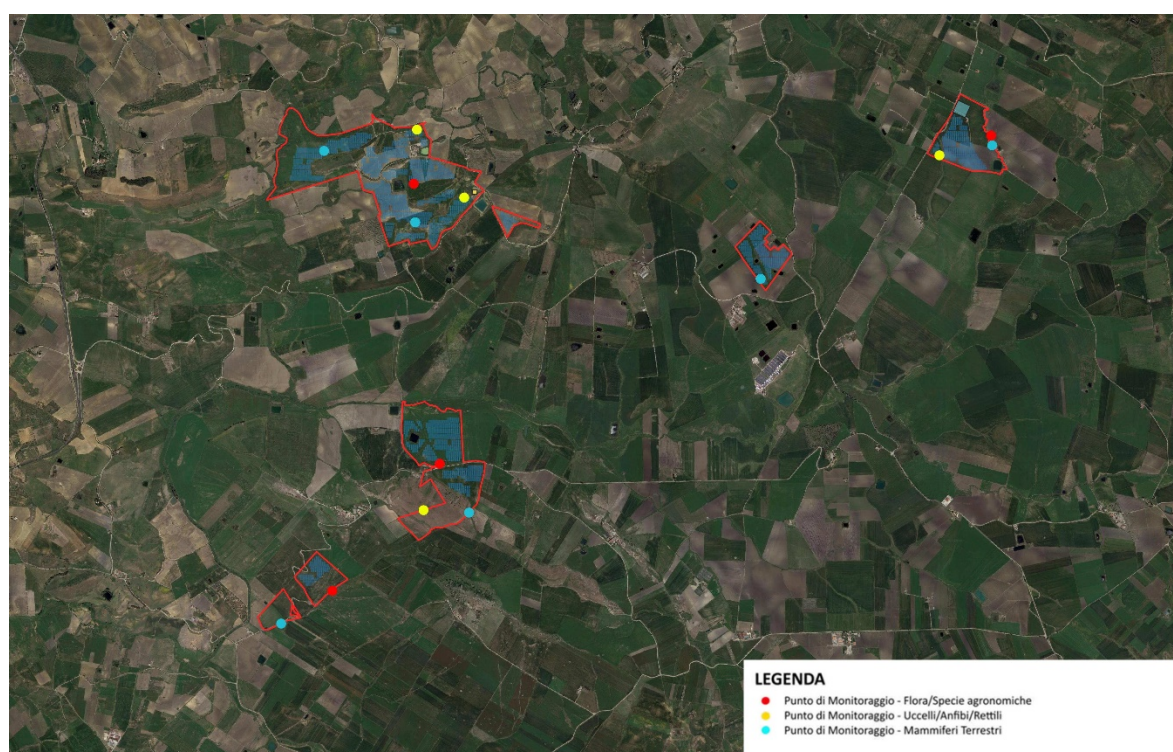 LEGENDA
Punto di Monitoraggio - Flora/Specie agronomiche
Punto di Monitoraggio - Uccelli/Anfibi/Rettili
Punto di Monitoraggio - Mammiferi Terrestri